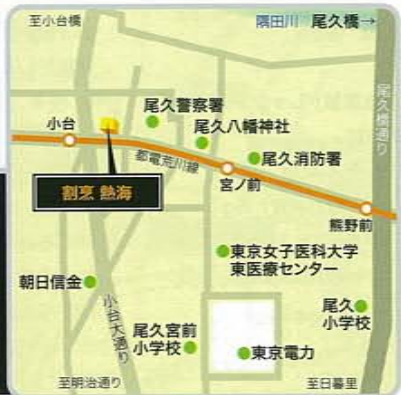 至小台橋
隅田川
尾久橋→
尾久橋通り
尾久警察署
小台
尾久八幡神社
都電荒川線
尾久消防署
宮ノ前
割烹 熱海
熊野前
東京女子医科大学
東医療センター
朝日信金
小台大通り
尾久宮前
小学校
尾久
小学校
東京電力
至明治通り
至日暮里